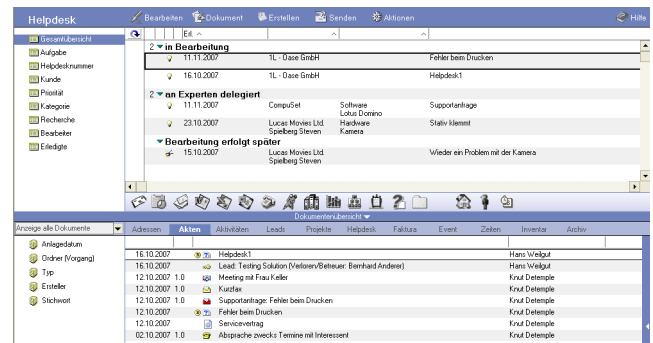 Helpdesk
Bearbeiten Dokument Erstellen Senden Aktionen Hilfe
Gesamtübersicht
Aufgabe
Helpdesknummer
Kunde
Priorität
Kategorie
Recherche
Bearbeiter
Erledigte
Erl.
2 in Bearbeitung
11.11.2007 1L - Oase GmbH Fehler beim Drucken
16.10.2007 1L - Oase GmbH Helpdesk1
2 an Experten delegiert
11.11.2007 CompuSet Software Supportanfrage
Lotus Domino
23.10.2007 Lucas Movies Ltd. Hardware Stativ klemmt
Spielberg Steven Kamera
Bearbeitung erfolgt später
15.10.2007 Lucas Movies Ltd. Wieder ein Problem mit der Kamera
Spielberg Steven
Dokumentenübersicht
Anzeige alle Dokumente
Adressen Akten Aktivitäten Leads Projekte Helpdesk Faktura Event Zeiten Inventar Archiv
Anlagedatum
Ordner (Vorgang)
Typ
Ersteller
Stichwort
16.10.2007 Helpdesk1 Hans Weilgut
16.10.2007 Lead: Testing Solution (Verloren/Betreuer: Bernhard Anderer) Hans Weilgut
12.10.2007 1.0 Meeting mit Frau Keller Knut Detemple
12.10.2007 1.0 Kurzfax Knut Detemple
12.10.2007 1.0 Supportanfrage: Fehler beim Drucken Knut Detemple
12.10.2007 Fehler beim Drucken Knut Detemple
12.10.2007 Servicevertrag Knut Detemple
02.10.2007 1.0 Absprache zwecks Termine mit Interessent Knut Detemple